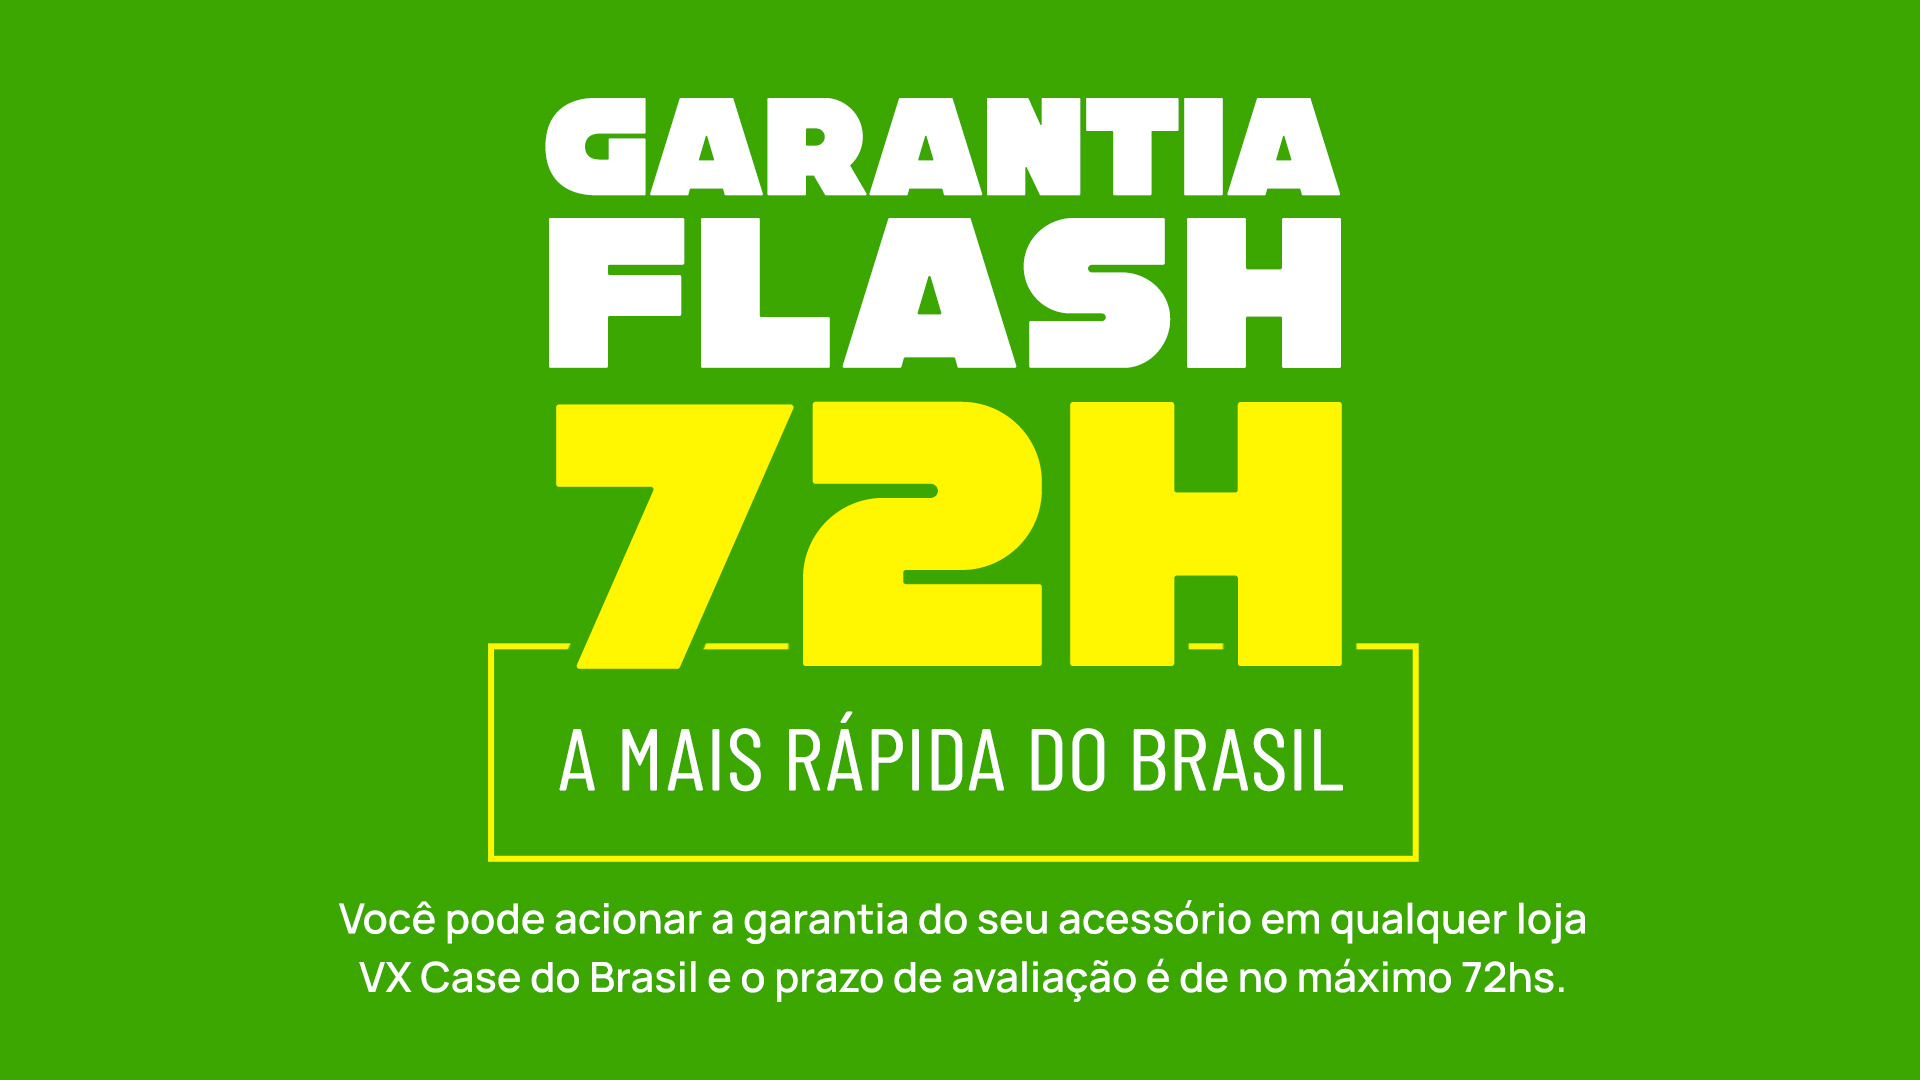 GARANTIA
FLASH
72H
A MAIS RÁPIDA DO BRASIL
Você pode acionar a garantia do seu acessório em qualquer loja
VX Case do Brasil e o prazo de avaliação é de no máximo 72hs.